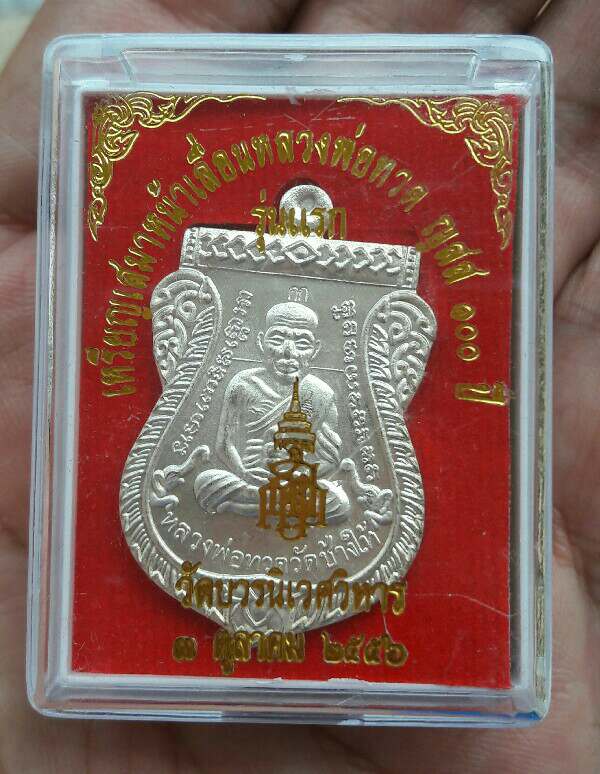 เหรียญเสมาหน้าเลื่อนหลวงพ่อทวด ญสส ๑๐๐ ปี
รุ่นแรก
หลวงพ่อทวดวัดช้างให้
วัดบวรนิเวศวิหาร
๓ ตุลาคม ๒๕๕๖